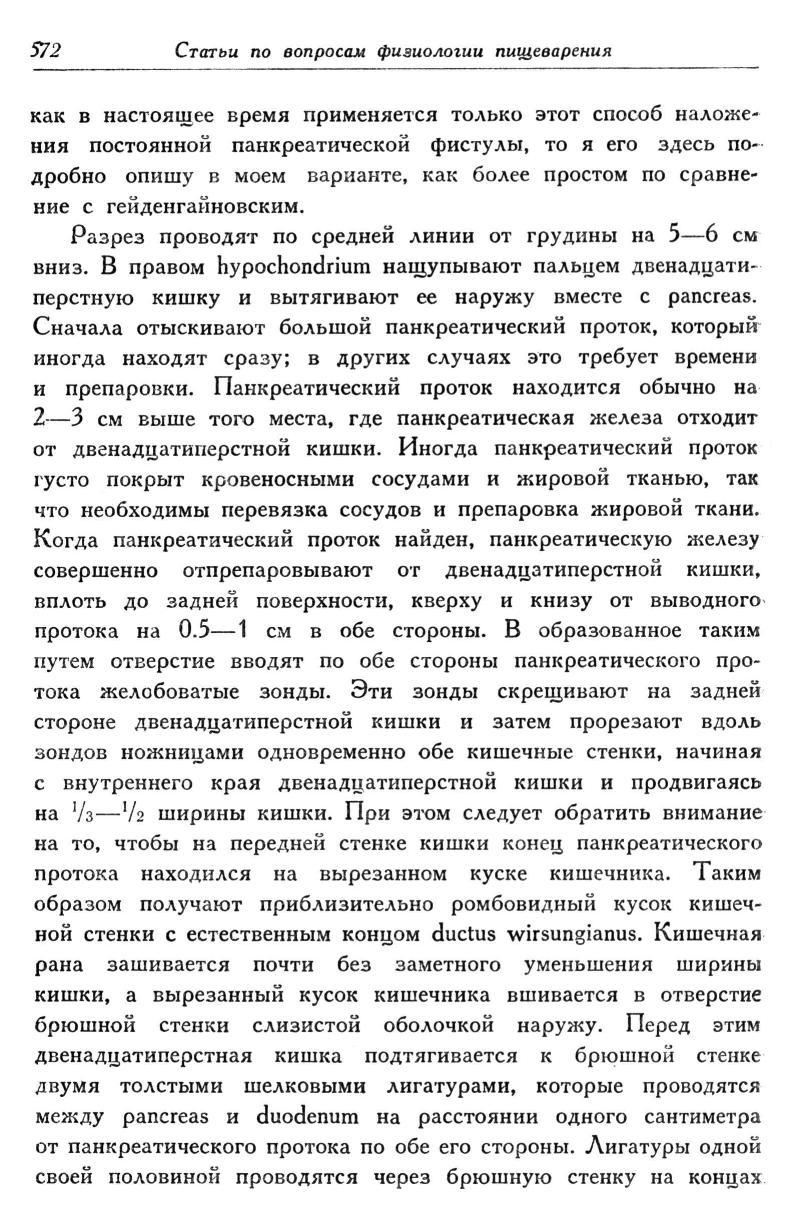 572 Статьи по вопросам физиологии пищеварения
как в настоящее время применяется только этот способ наложе-
ния постоянной панкреатической фистулы, то я его здесь по-
дробно опишу в моем варианте, как более простом по сравне-
ние с гейденгайновским.
Разрез проводят по средней линии от грудины на 5—6 см
вниз. В правом hypochondrium нащупывают пальцем двенадцати-
перстную кишку и вытягивают ее наружу вместе с pancreas.
Сначала отыскивают большой панкреатический проток, который
иногда находят сразу; в других случаях это требует времени
и препаровки. Панкреатический проток находится обычно на
2—3 см выше того места, где панкреатическая железа отходит
от двенадцатиперстной кишки. Иногда панкреатический проток
густо покрыт кровеносными сосудами и жировой тканью, так
что необходимы перевязка сосудов и препаровка жировой ткани.
Когда панкреатический проток найден, панкреатическую железу
совершенно отпрепаровывают от двенадцатиперстной кишки,
вплоть до задней поверхности, кверху и книзу от выводного
протока на 0.5—1 см в обе стороны. В образованное таким
путем отверстие вводят по обе стороны панкреатического про-
тока желобоватые зонды. Эти зонды скрещивают на задней
стороне двенадцатиперстной кишки и затем прорезают вдоль
зондов ножницами одновременно обе кишечные стенки, начиная
с внутреннего края двенадцатиперстной кишки и продвигаясь
на 1/3—1/2 ширины кишки. При этом следует обратить внимание
на то, чтобы на передней стенке кишки конец панкреатического
протока находился на вырезанном куске кишечника. Таким
образом получают приблизительно ромбовидный кусок кишеч-
ной стенки с естественным концом ductus wirsungianus. Кишечная
рана зашивается почти без заметного уменьшения ширины
кишки, а вырезанный кусок кишечника вшивается в отверстие
брюшной стенки слизистой оболочкой наружу. Перед этим
двенадцатиперстная кишка подтягивается к брюшной стенке
двумя толстыми шелковыми лигатурами, которые проводятся
между pancreas и duodenum на расстоянии одного сантиметра
от панкреатического протока по обе его стороны. Лигатуры одной
своей половиной проводятся через брюшную стенку на концах